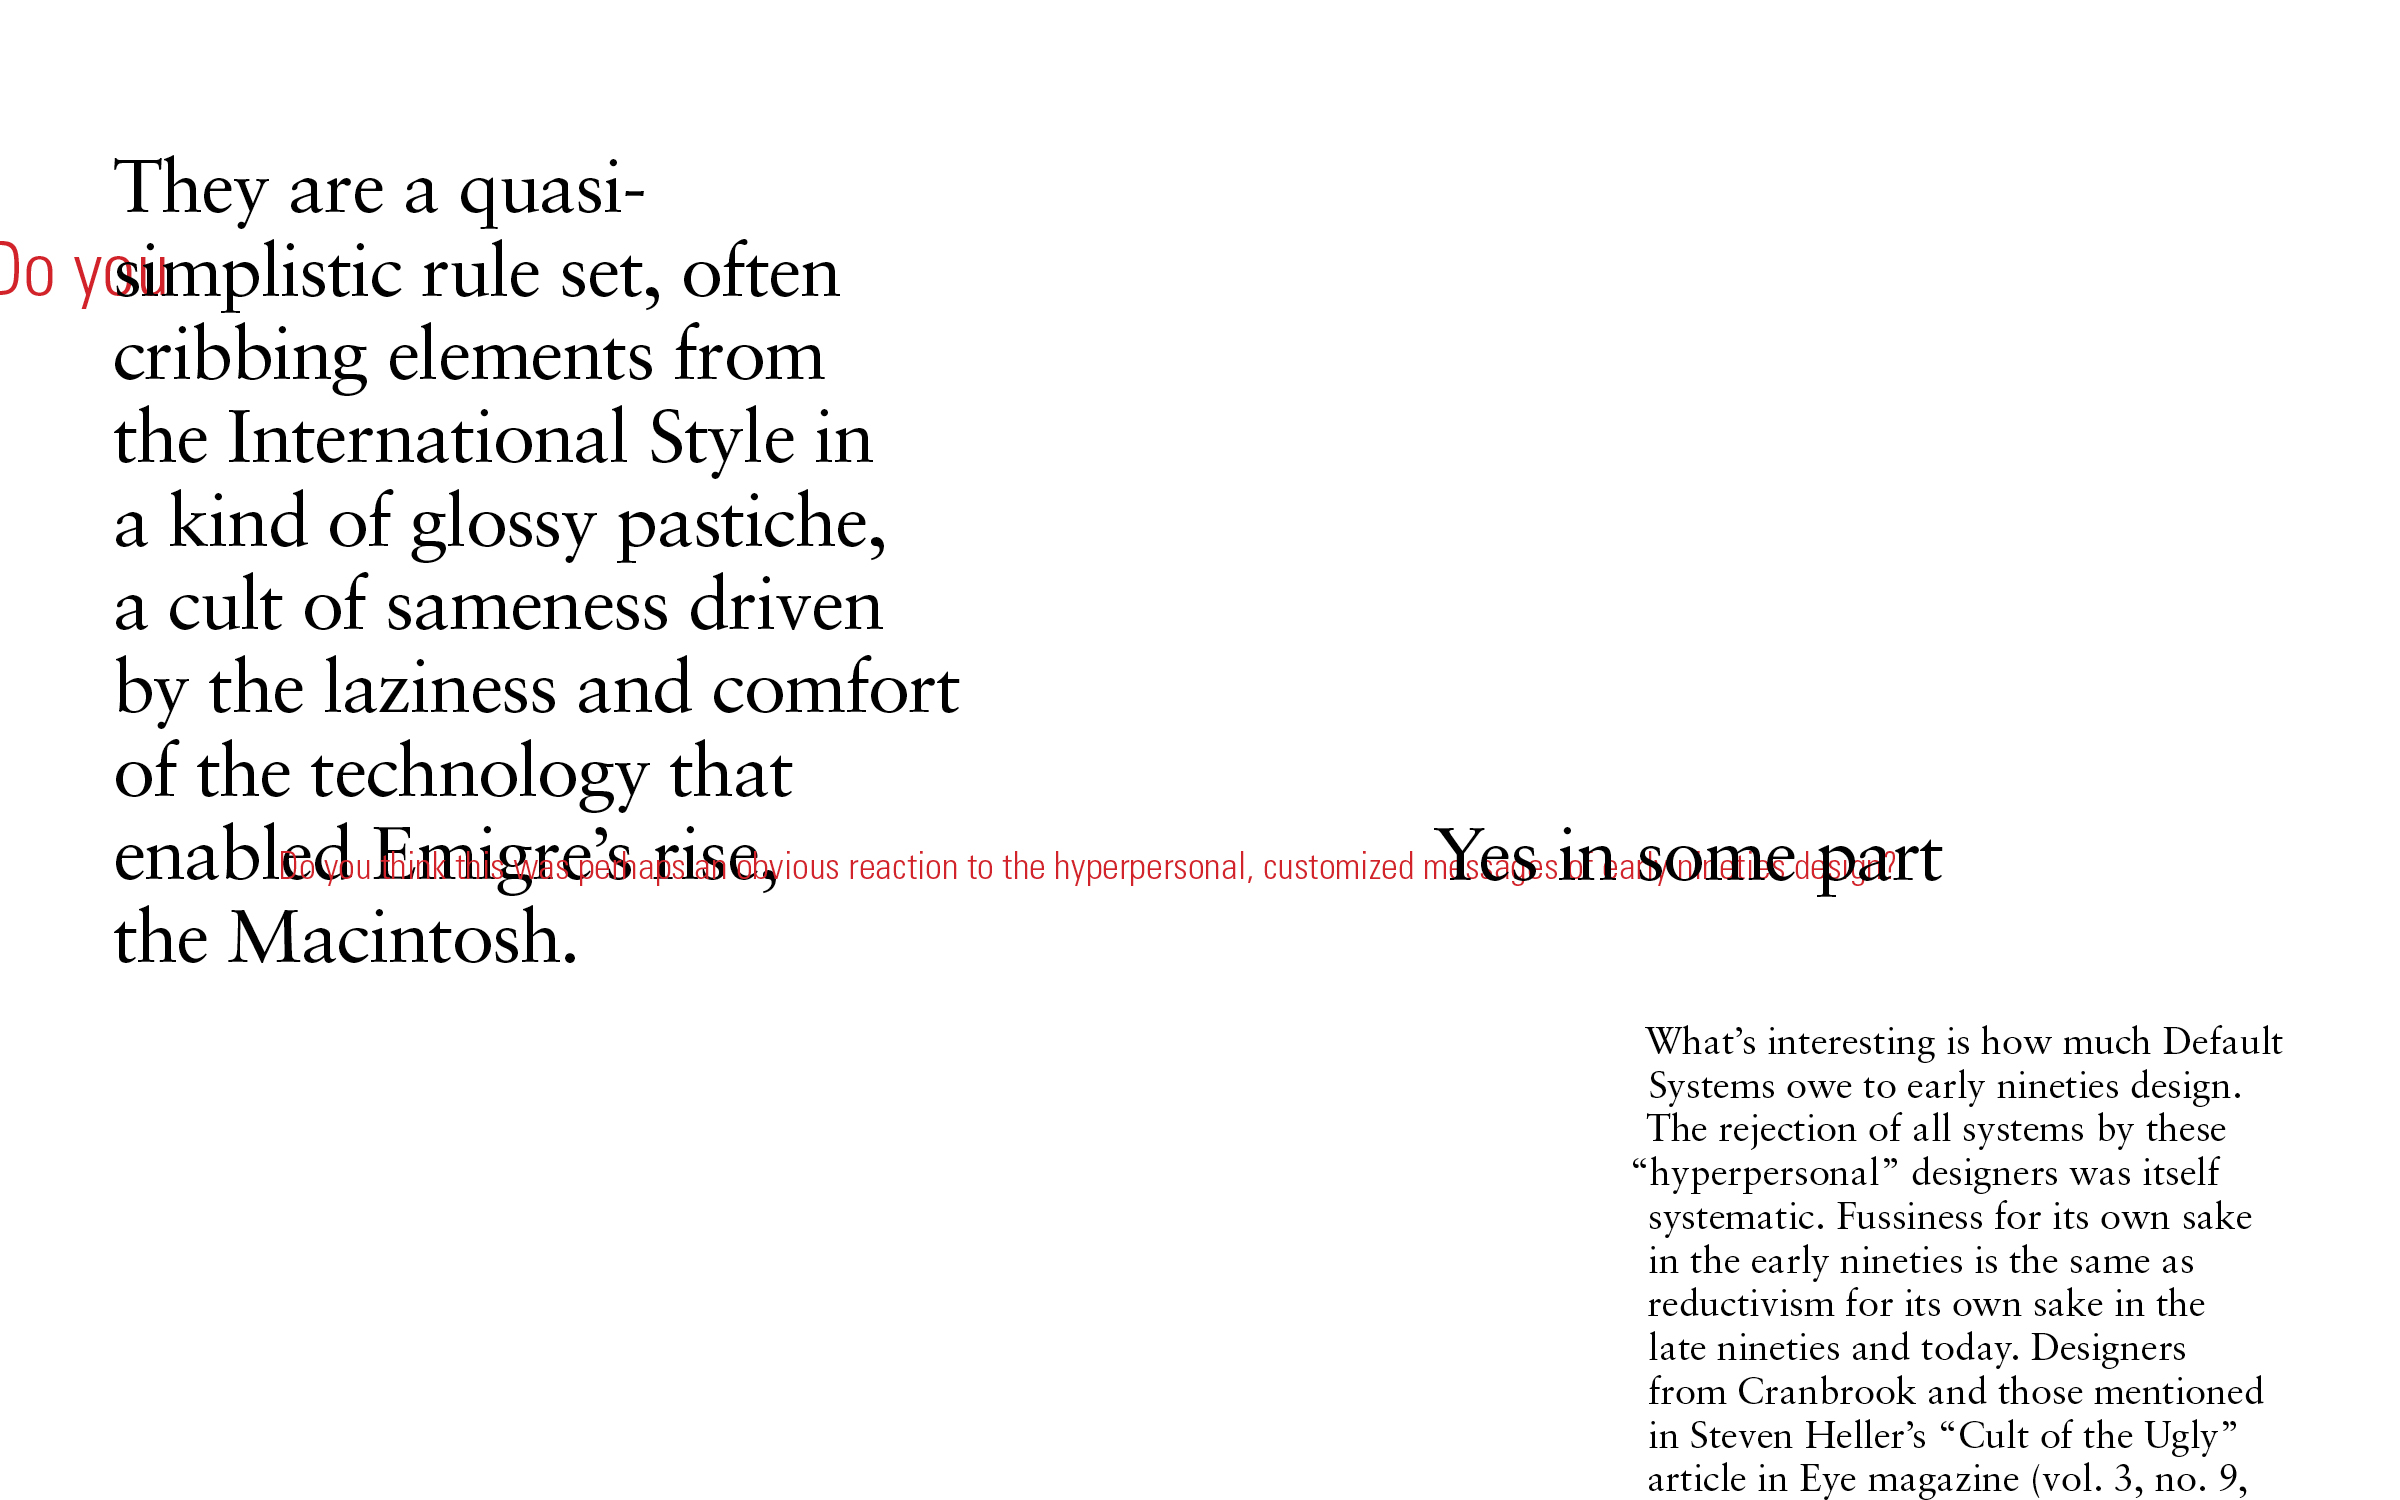 They are a quasi-
Do you
simplistic rule set, often
cribbing elements from
the International Style in
a kind of glossy pastiche,
a cult of sameness driven
by the laziness and comfort
of the technology that
enabled Emigre’s rise,
the Macintosh.
Do you think this was perhaps an obvious reaction to the hyperpersonal, customized messages of early nineties design?
Yes in some part
What’s interesting is how much Default
Systems owe to early nineties design.
The rejection of all systems by these
“hyperpersonal” designers was itself
systematic. Fussiness for its own sake
in the early nineties is the same as
reductivism for its own sake in the
late nineties and today. Designers
from Cranbrook and those mentioned
in Steven Heller’s “Cult of the Ugly”
article in Eye magazine (vol. 3, no. 9,